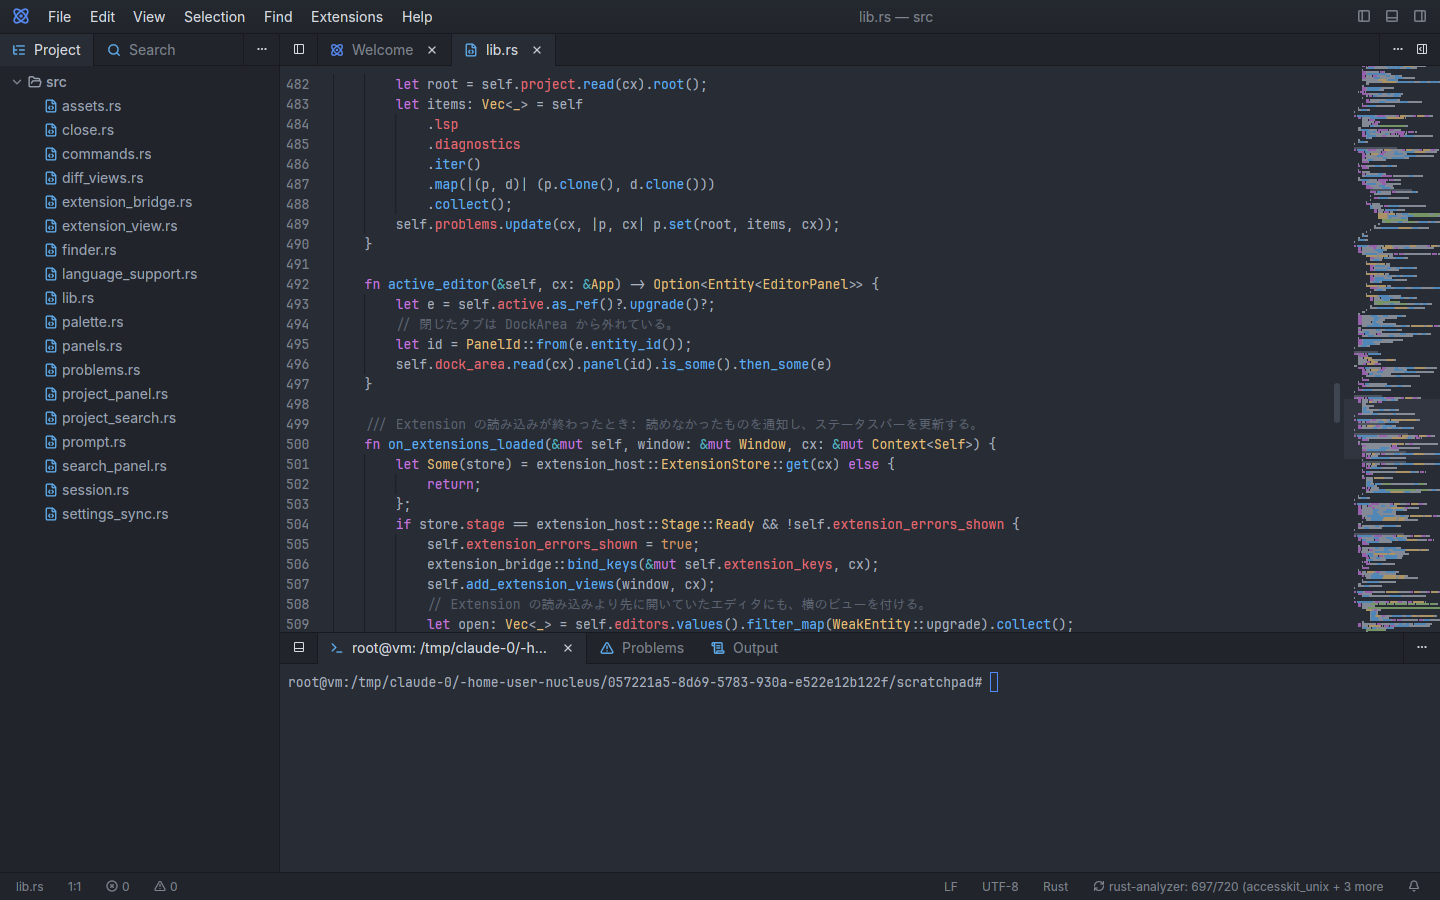 File Edit View Selection Find Extensions Help
lib.rs — src
Project
Search
Welcome
lib.rs
src
assets.rs
close.rs
commands.rs
diff_views.rs
extension_bridge.rs
extension_view.rs
finder.rs
language_support.rs
lib.rs
palette.rs
panels.rs
problems.rs
project_panel.rs
project_search.rs
prompt.rs
search_panel.rs
session.rs
settings_sync.rs
482 let root = self.project.read(cx).root();
483 let items: Vec<_> = self
484 .lsp
485 .diagnostics
486 .iter()
487 .map(|(p, d)| (p.clone(), d.clone()))
488 .collect();
489 self.problems.update(cx, |p, cx| p.set(root, items, cx));
490 }
491
492 fn active_editor(&self, cx: &App) -> Option<Entity<EditorPanel>> {
493 let e = self.active.as_ref()?.upgrade()?;
494 // 閉じたタブは DockArea から外れている。
495 let id = PanelId::from(e.entity_id());
496 self.dock_area.read(cx).panel(id).is_some().then_some(e)
497 }
498
499 /// Extension の読み込みが終わったとき: 読めなかったものを通知し、ステータスバーを更新する。
500 fn on_extensions_loaded(&mut self, window: &mut Window, cx: &mut Context<Self>) {
501 let Some(store) = extension_host::ExtensionStore::get(cx) else {
502 return;
503 };
504 if store.stage == extension_host::Stage::Ready && !self.extension_errors_shown {
505 self.extension_errors_shown = true;
506 extension_bridge::bind_keys(&mut self.extension_keys, cx);
507 self.add_extension_views(window, cx);
508 // Extension の読み込みより先に開いていたエディタにも、横のビューを付ける。
509 let open: Vec<_> = self.editors.values().filter_map(WeakEntity::upgrade).collect();
root@vm: /tmp/claude-0/-h...
Problems
Output
root@vm:/tmp/claude-0/-home-user-nucleus/057221a5-8d69-5783-930a-e522e12b122f/scratchpad#
lib.rs 1:1 0 0
LF UTF-8 Rust rust-analyzer: 697/720 (accesskit_unix + 3 more